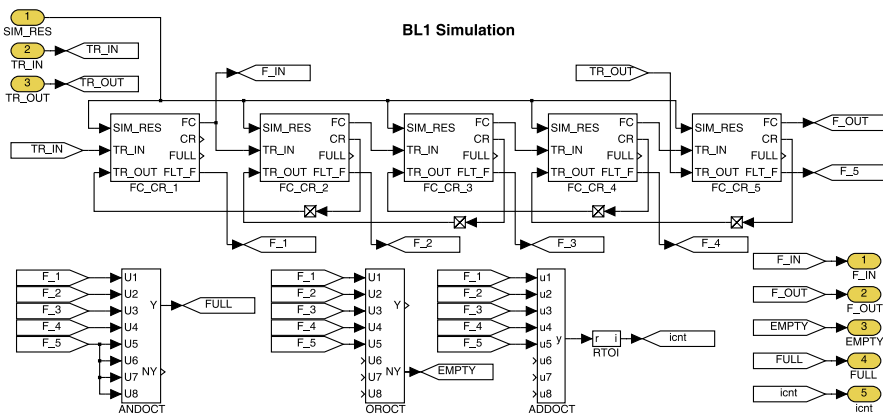 1
SIM_RES
2
TR_IN
TR_IN
3
TR_OUT
TR_OUT
BL1 Simulation
F_IN
TR_OUT
TR_IN
SIM_RES
TR_IN
TR_OUT
FC
CR
FULL
FLT_F
FC_CR_1
SIM_RES
TR_IN
TR_OUT
FC
CR
FULL
FLT_F
FC_CR_2
SIM_RES
TR_IN
TR_OUT
FC
CR
FULL
FLT_F
FC_CR_3
SIM_RES
TR_IN
TR_OUT
FC
CR
FULL
FLT_F
FC_CR_4
SIM_RES
TR_IN
TR_OUT
FC
CR
FULL
FLT_F
FC_CR_5
F_OUT
F_5
F_1
F_2
F_3
F_4
F_1
F_2
F_3
F_4
F_5
U1
U2
U3
U4
U5
U6
U7
U8
Y
NY
ANDOCT
FULL
F_1
F_2
F_3
F_4
F_5
U1
U2
U3
U4
U5
U6
U7
U8
Y
NY
OROCT
EMPTY
F_1
F_2
F_3
F_4
F_5
u1
u2
u3
u4
u5
u6
u7
u8
y
ADDOCT
r i
RTOI
icnt
F_IN
1
F_IN
F_OUT
2
F_OUT
EMPTY
3
EMPTY
FULL
4
FULL
icnt
5
icnt